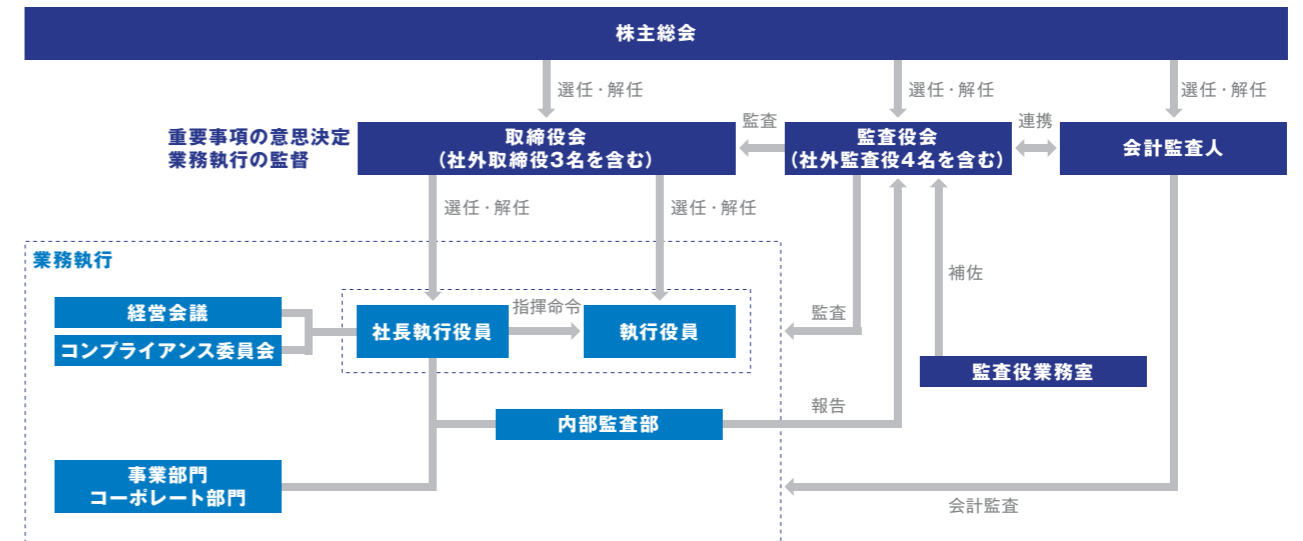 株主総会
選任・解任
選任・解任
選任・解任
重要事項の意思決定
業務執行の監督
取締役会
(社外取締役3名を含む)
監査
監査役会
(社外監査役4名を含む)
連携
会計監査人
選任・解任
選任・解任
業務執行
経営会議
コンプライアンス委員会
社長執行役員
指揮命令
執行役員
監査
補佐
監査役業務室
内部監査部
報告
事業部門
コーポレート部門
会計監査